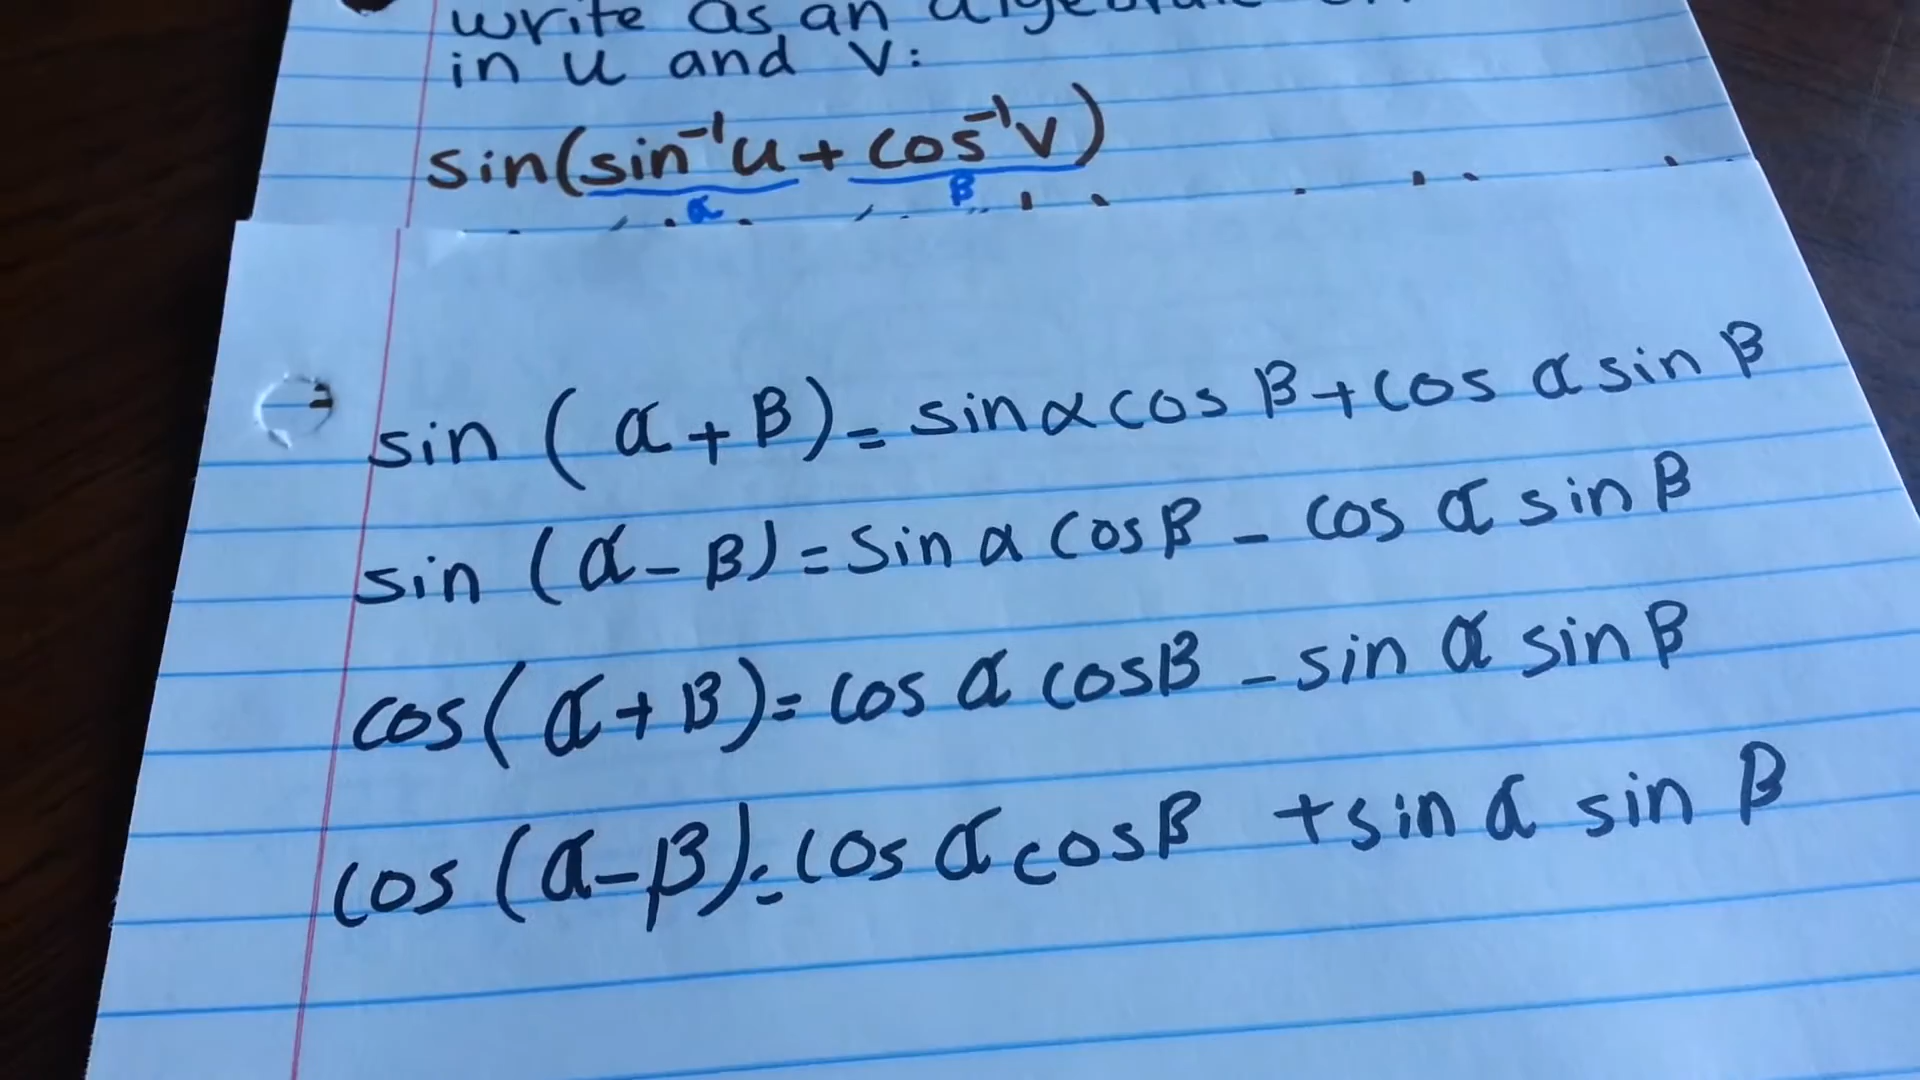 write as an
in u and v:
sin(sin⁻¹u + cos⁻¹v)
α β
sin (α + β) = sin α cos β + cos α sin β
sin (α - β) = sin α cos β - cos α sin β
cos (α + β) = cos α cos β - sin α sin β
cos (α - β) = cos α cos β + sin α sin β